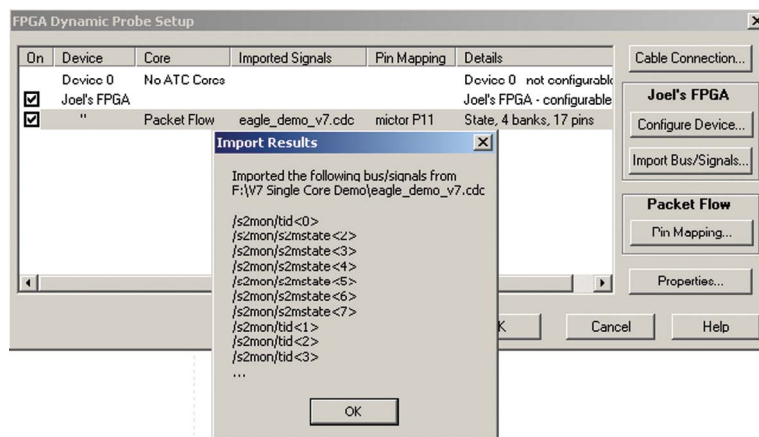 FPGA Dynamic Probe Setup
On Device Core Imported Signals Pin Mapping Details
Device 0 No ATC Cores Device 0 not configurable
Joel's FPGA Joel's FPGA - configurable
" Packet Flow eagle_demo_v7.cdc mictor P11 State, 4 banks, 17 pins
Cable Connection...
Joel's FPGA
Configure Device...
Import Bus/Signals...
Packet Flow
Pin Mapping...
Properties...
K Cancel Help
Import Results
Imported the following bus/signals from
F:\V7 Single Core Demo\eagle_demo_v7.cdc
/s2mon/tid<0>
/s2mon/s2mstate<2>
/s2mon/s2mstate<3>
/s2mon/s2mstate<4>
/s2mon/s2mstate<5>
/s2mon/s2mstate<6>
/s2mon/s2mstate<7>
/s2mon/tid<1>
/s2mon/tid<2>
/s2mon/tid<3>
...
OK